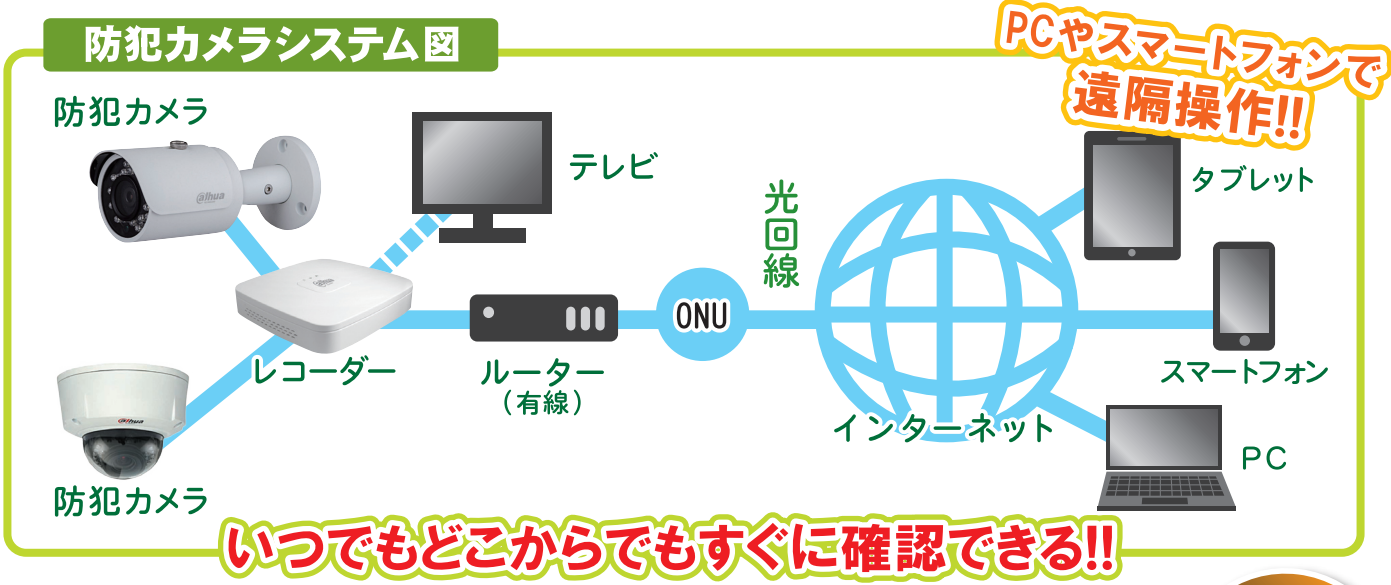 防犯カメラシステム図
PCやスマートフォンで
遠隔操作!!
防犯カメラ
alhua
テレビ
光回線
タブレット
ONU
レコーダー
ルーター
（有線）
スマートフォン
インターネット
alhua
PC
防犯カメラ
いつでもどこからでもすぐに確認できる!!